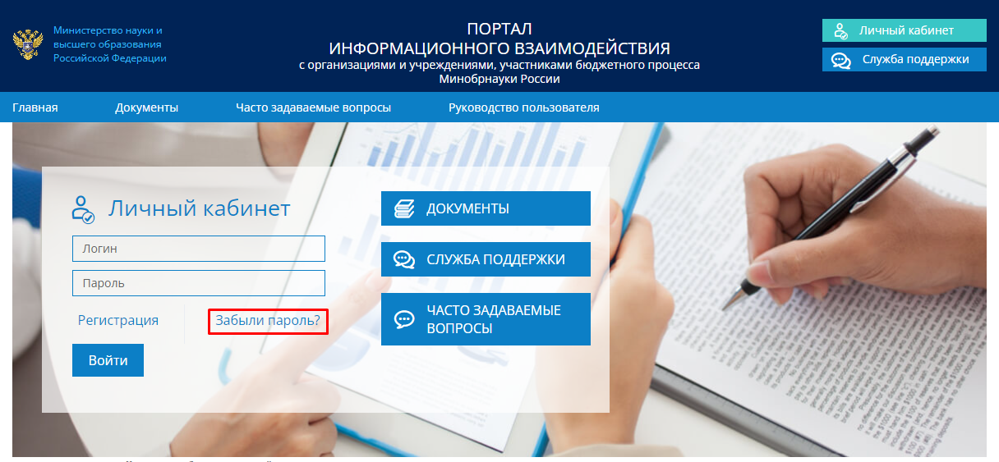 Министерство науки и
высшего образования
Российской Федерации
ПОРТАЛ
ИНФОРМАЦИОННОГО ВЗАИМОДЕЙСТВИЯ
с организациями и учреждениями, участниками бюджетного процесса
Минобрнауки России
Личный кабинет
Служба поддержки
Главная
Документы
Часто задаваемые вопросы
Руководство пользователя
Личный кабинет
Логин
Пароль
Регистрация
Забыли пароль?
Войти
ДОКУМЕНТЫ
СЛУЖБА ПОДДЕРЖКИ
ЧАСТО ЗАДАВАЕМЫЕ
ВОПРОСЫ